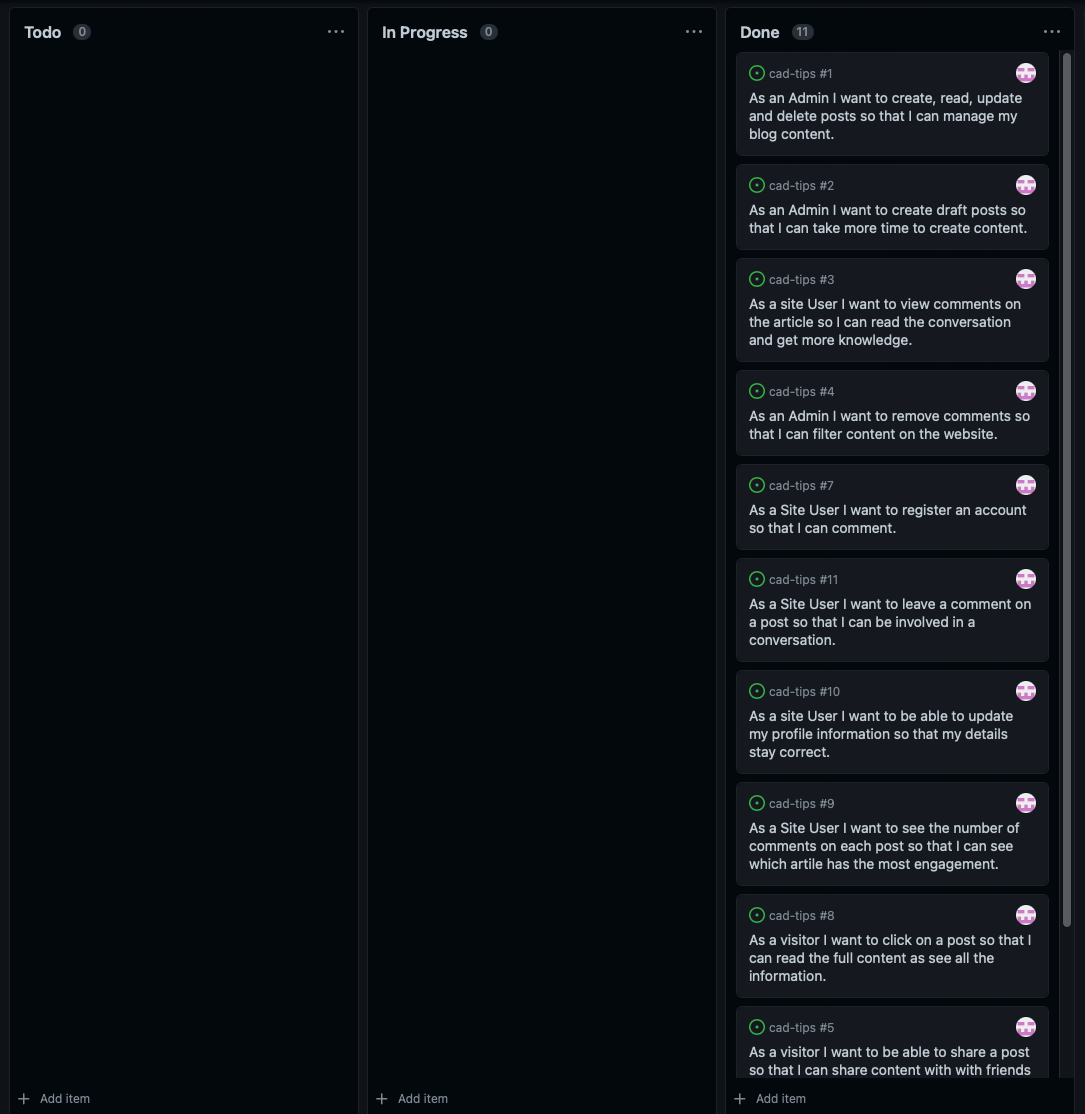 Todo 0
In Progress 0
Done 11
cad-tips #1
As an Admin I want to create, read, update
and delete posts so that I can manage my
blog content.
cad-tips #2
As an Admin I want to create draft posts so
that I can take more time to create content.
cad-tips #3
As a site User I want to view comments on
the article so I can read the conversation
and get more knowledge.
cad-tips #4
As an Admin I want to remove comments so
that I can filter content on the website.
cad-tips #7
As a Site User I want to register an account
so that I can comment.
cad-tips #11
As a Site User I want to leave a comment on
a post so that I can be involved in a
conversation.
cad-tips #10
As a site User I want to be able to update
my profile information so that my details
stay correct.
cad-tips #9
As a Site User I want to see the number of
comments on each post so that I can see
which artile has the most engagement.
cad-tips #8
As a visitor I want to click on a post so that I
can read the full content as see all the
information.
cad-tips #5
As a visitor I want to be able to share a post
so that I can share content with with friends
+ Add item
+ Add item
+ Add item